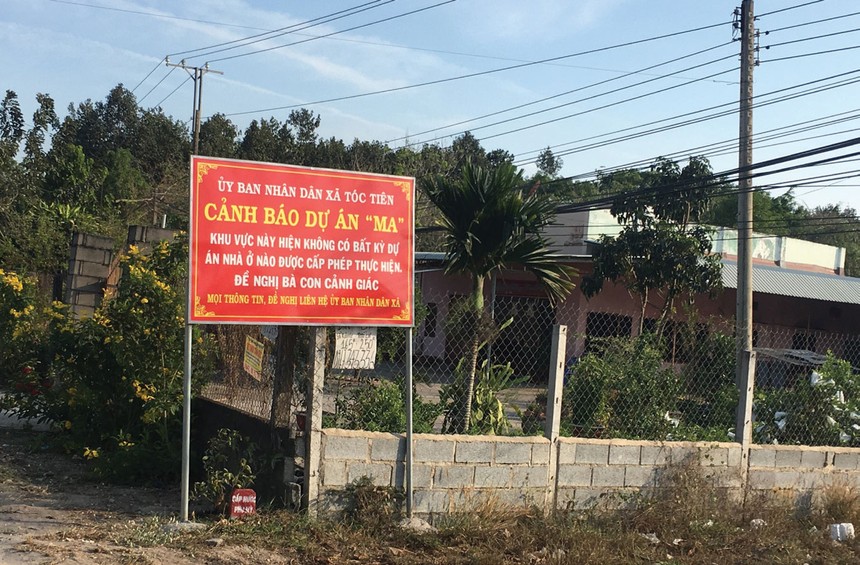 ỦY BAN NHÂN DÂN XÃ TÓC TIÊN
CẢNH BÁO DỰ ÁN "MA"
KHU VỰC NÀY HIỆN KHÔNG CÓ BẤT KỲ DỰ
ÁN NHÀ Ở NÀO ĐƯỢC CẤP PHÉP THỰC HIỆN.
ĐỀ NGHỊ BÀ CON CẢNH GIÁC
MỌI THÔNG TIN, ĐỀ NGHỊ LIÊN HỆ ỦY BAN NHÂN DÂN XÃ
CẤP NƯỚC